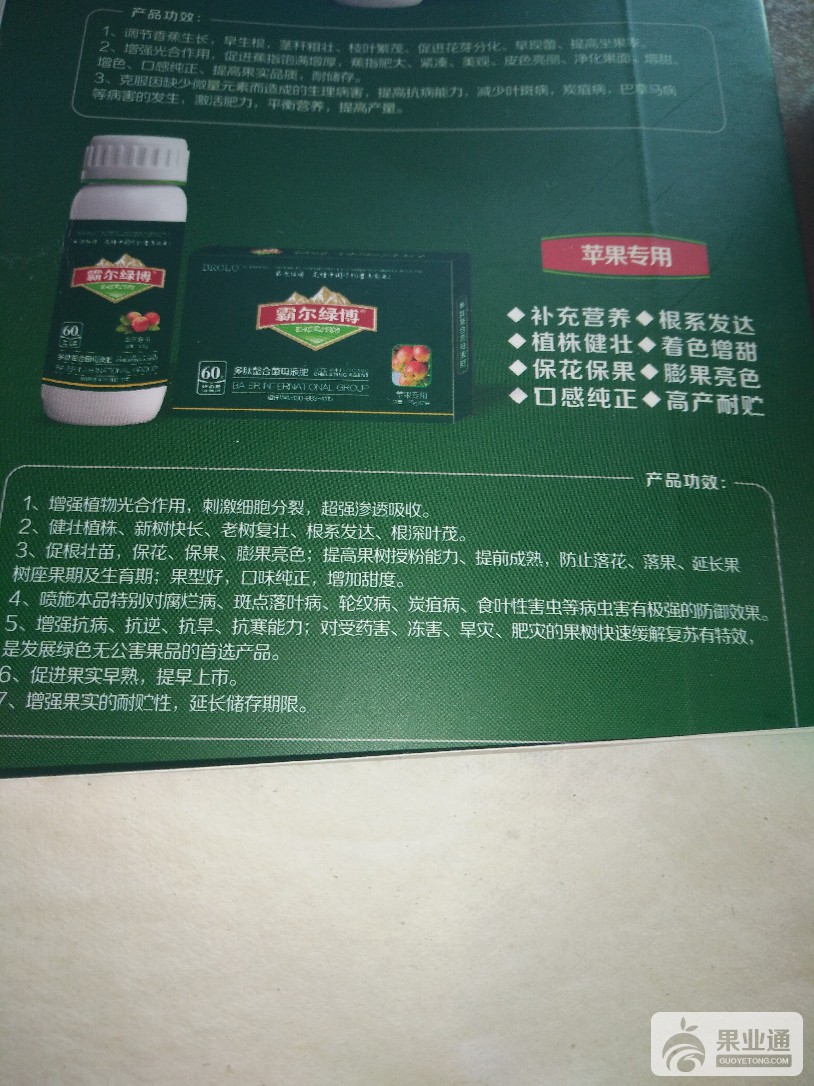 产品功效：
1、调节香蕉生长，早生根，茎秆粗壮、枝叶繁茂、促进花芽分化、早现蕾、提高坐果率。
2、增强光合作用，促进蕉指饱满增厚，蕉指肥大、紧凑、美观、皮色亮丽、净化果面、增甜、
增色、口感纯正、提高果实品质，耐储存。
3、克服因缺少微量元素而造成的生理病害，提高抗病能力，减少叶斑病，炭疽病，巴拿马病
等病害的发生，激活肥力，平衡营养，提高产量。
霸尔绿博
60
霸尔绿博
60
多肽螯合菌母液肥
BA ER INTERNATIONAL GROUP
苹果专用
苹果专用
◆补充营养◆根系发达
◆植株健壮◆着色增甜
◆保花保果◆膨果亮色
◆口感纯正◆高产耐贮
产品功效：
1、增强植物光合作用，刺激细胞分裂，超强渗透吸收。
2、健壮植株、新树快长、老树复壮、根系发达、根深叶茂。
3、促根壮苗，保花、保果、膨果亮色；提高果树授粉能力、提前成熟，防止落花、落果、延长果
树座果期及生育期；果型好，口味纯正，增加甜度。
4、喷施本品特别对腐烂病、斑点落叶病、轮纹病、炭疽病、食叶性害虫等病虫害有极强的防御效果。
5、增强抗病、抗逆、抗旱、抗寒能力；对受药害、冻害、旱灾、肥灾的果树快速缓解复苏有特效，
是发展绿色无公害果品的首选产品。
6、促进果实早熟，提早上市。
7、增强果实的耐贮性，延长储存期限。
果业通
GUOYETONG.COM